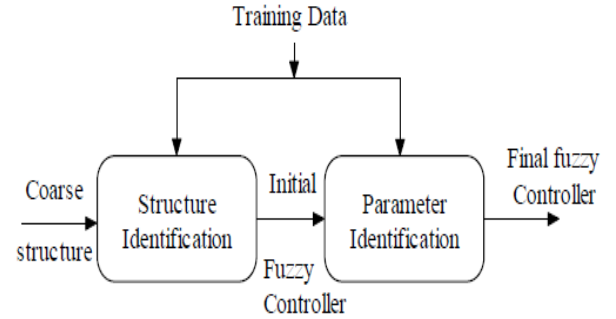 Training Data
Coarse
structure
Structure
Identification
Initial
Fuzzy
Controller
Parameter
Identification
Final fuzzy
Controller